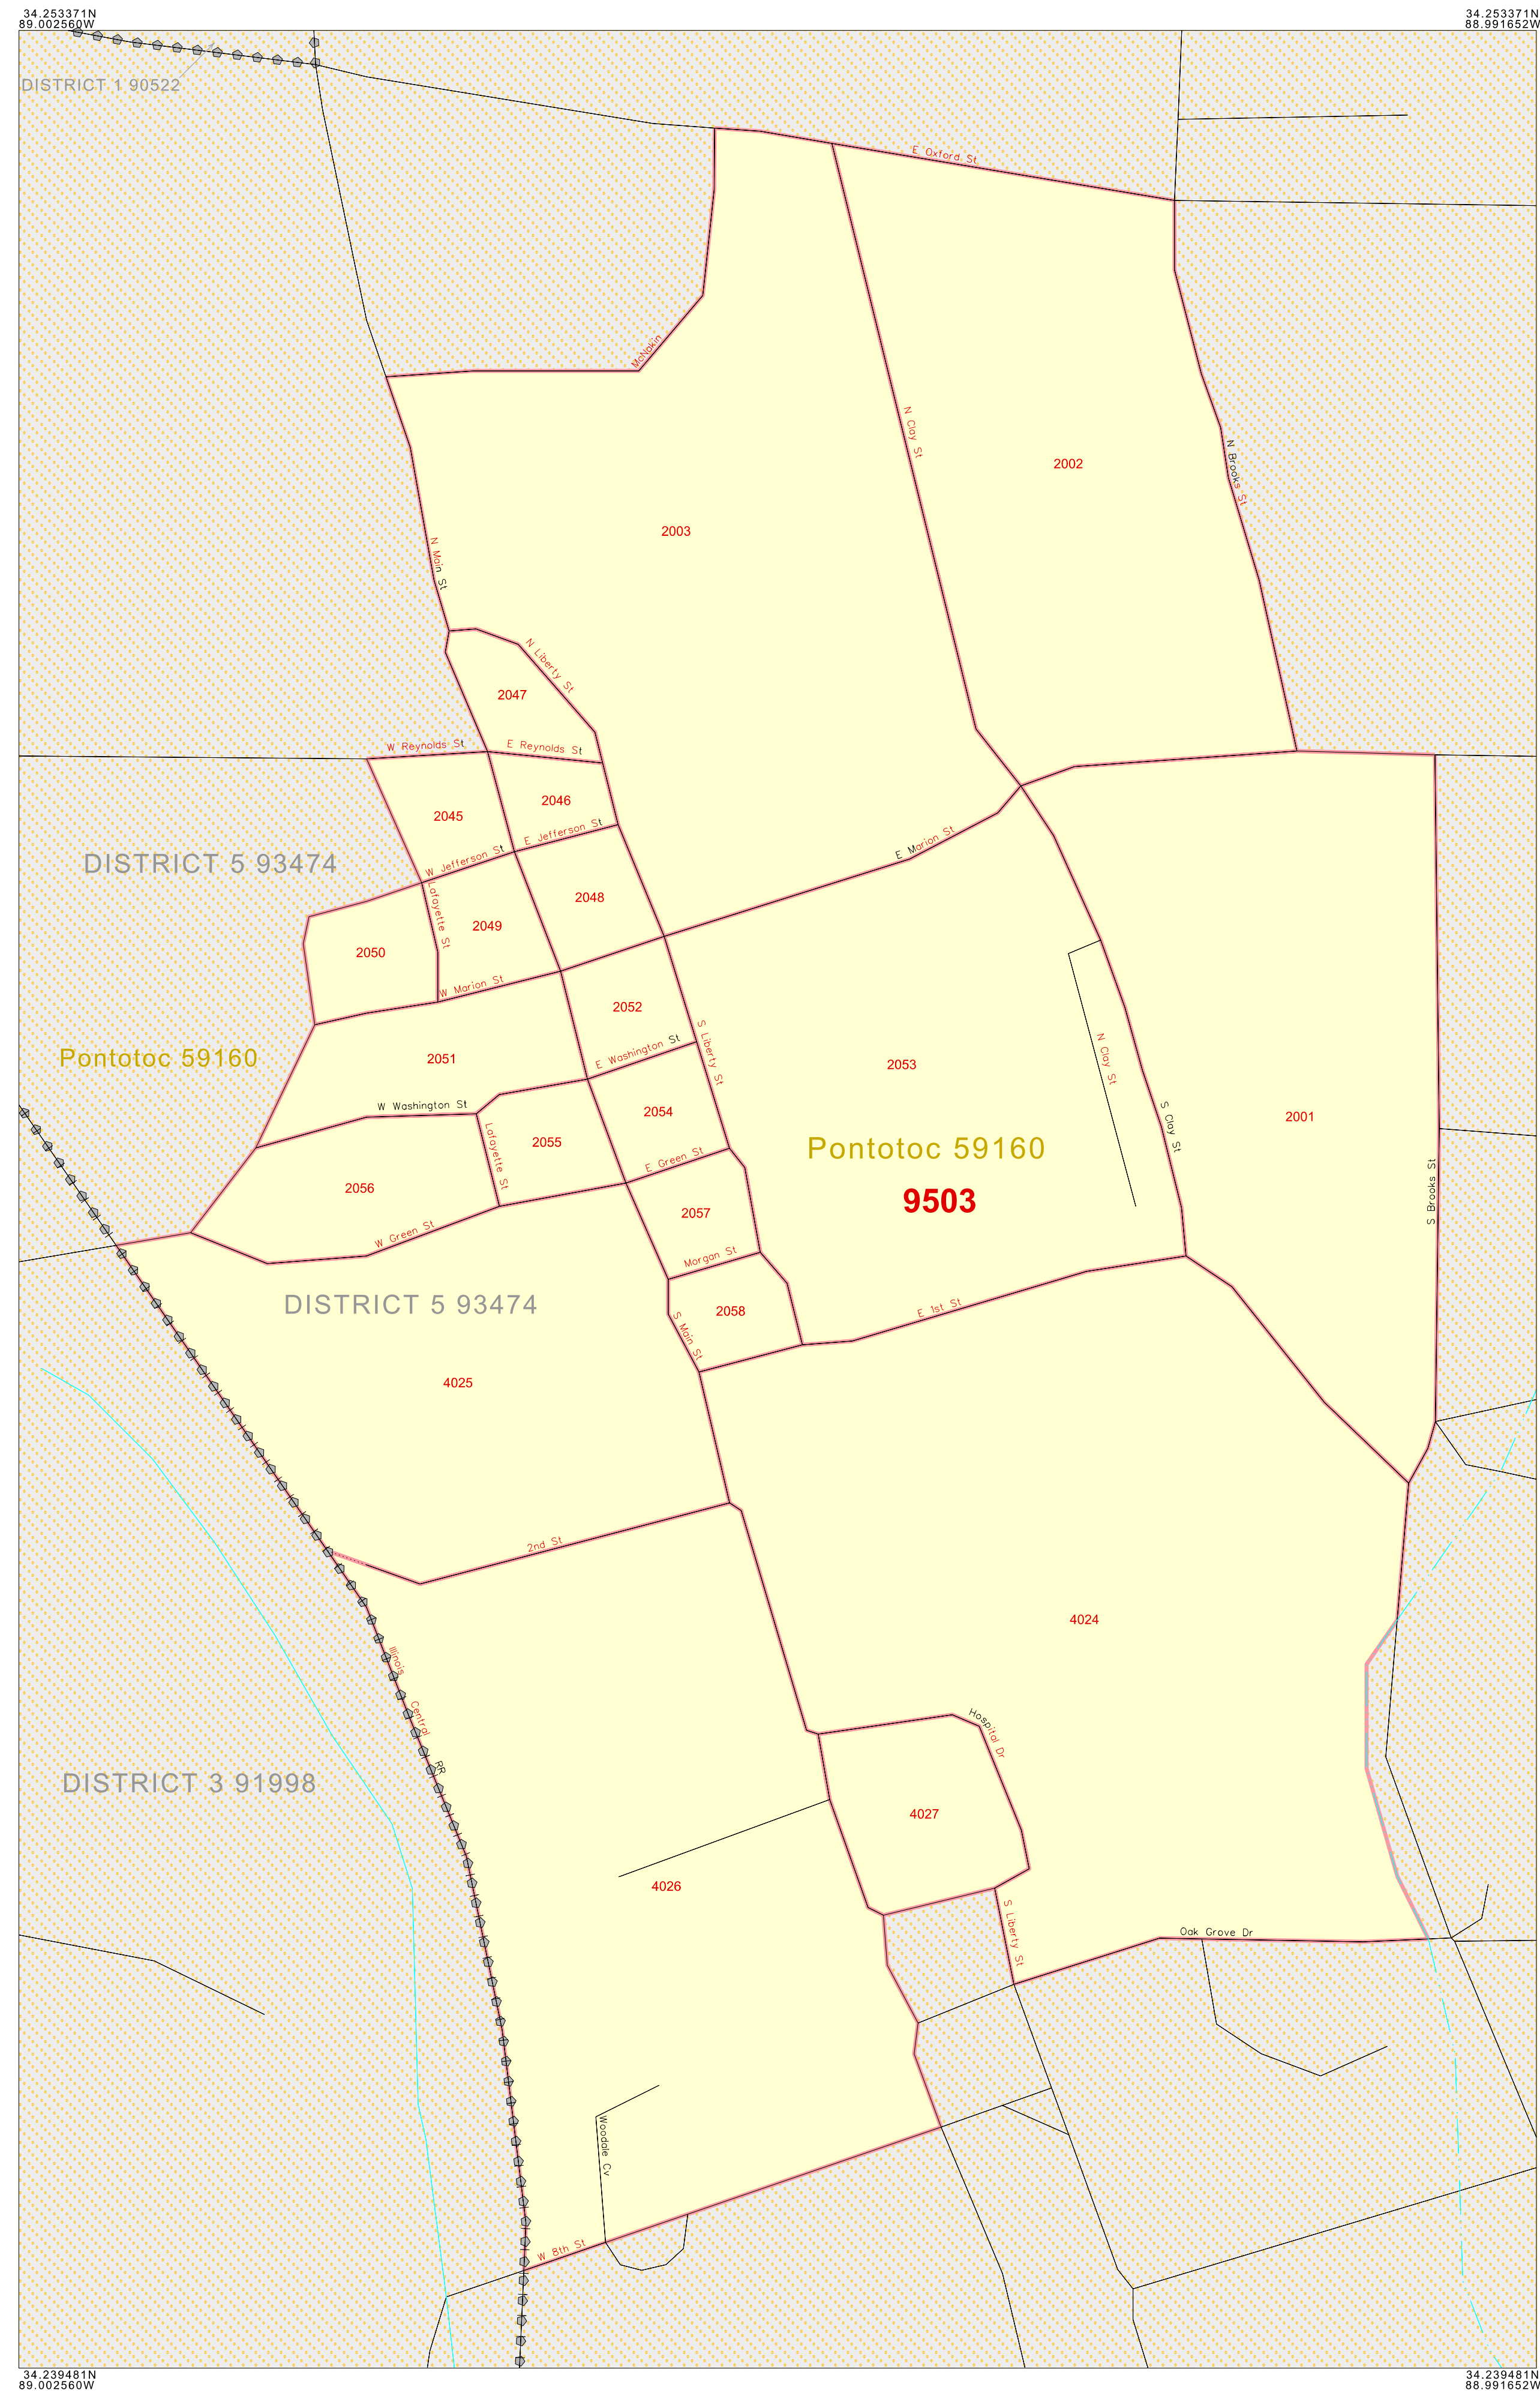 34.253371N
89.002560W
34.253371N
88.991652W
DISTRICT 1 90522
E Oxford St
McNokin
N Clay St
N Brooks St
2002
2003
N Main St
N Liberty St
2047
W Reynolds St
E Reynolds St
2046
2045
E Jefferson St
E Marion St
DISTRICT 5 93474
W Jefferson St
Lafayette St
2048
2049
2050
W Marion St
2052
S Liberty St
E Washington St
N Clay St
Pontotoc 59160
2051
2053
W Washington St
2054
S Clay St
2001
Lafayette St
2055
Pontotoc 59160
E Green St
S Brooks St
2056
9503
2057
W Green St
Morgan St
DISTRICT 5 93474
2058
E 1st St
S Main St
4025
2nd St
4024
Illinois Central RR
Hospital Dr
DISTRICT 3 91998
4027
4026
S Liberty St
Oak Grove Dr
Woodale Cv
W 8th St
34.239481N
89.002560W
34.239481N
88.991652W